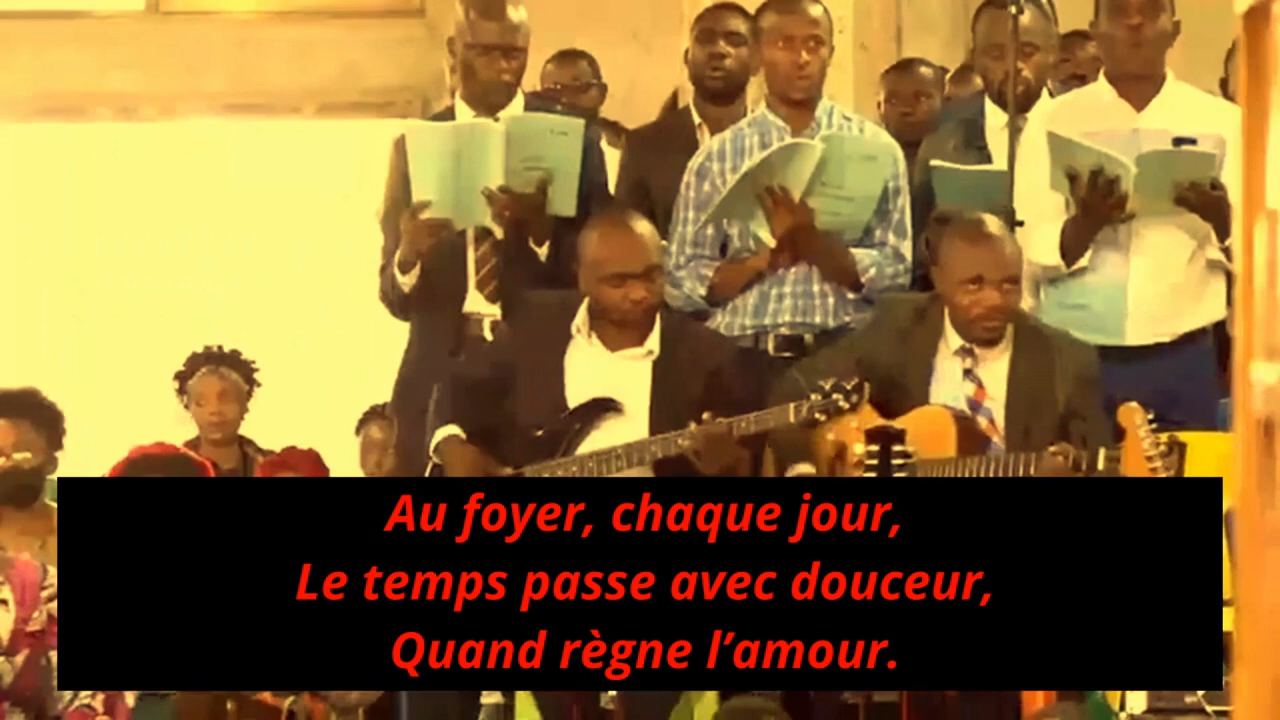 Au foyer, chaque jour,
Le temps passe avec douceur,
Quand règne l’amour.